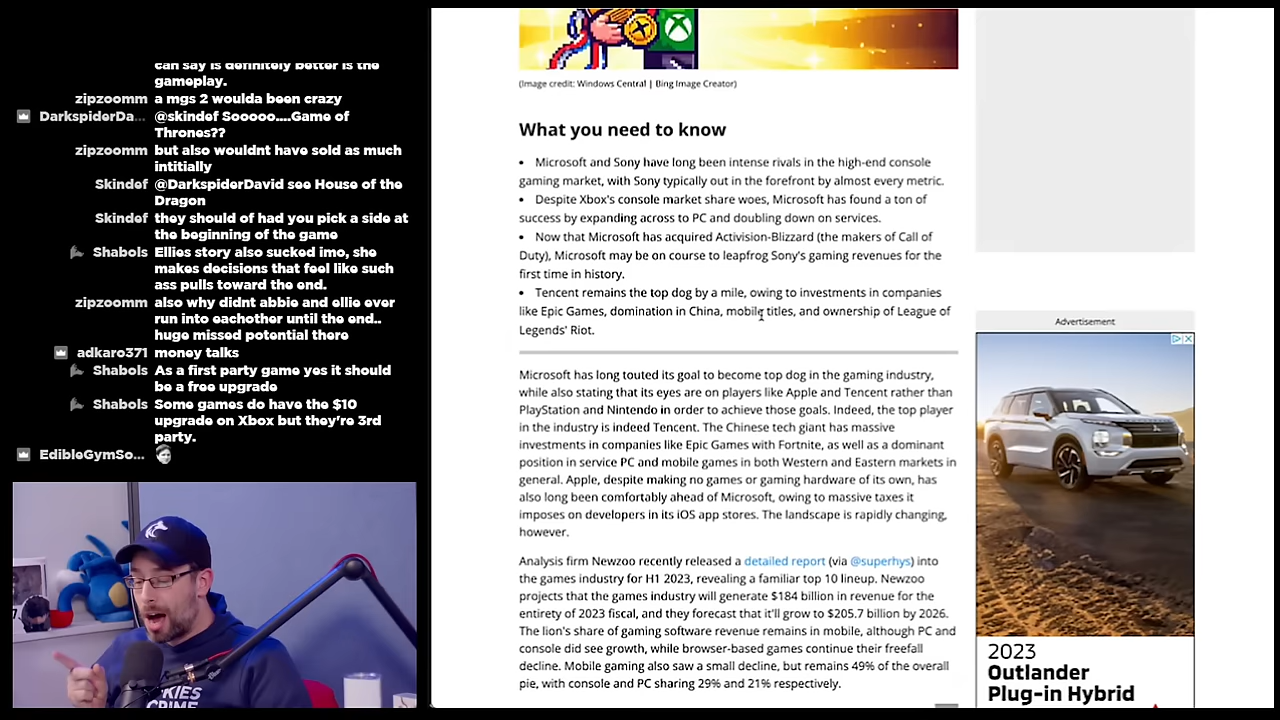 can say is definitely better is the
gameplay.
zipzoomm a mgs 2 woulda been crazy
DarkspiderDa... @skindef Sooooo....Game of
Thrones??
zipzoomm but also wouldnt have sold as much
intitially
Skindef @DarkspiderDavid see House of the
Dragon
Skindef they should of had you pick a side at
the beginning of the game
Shabols Ellies story also sucked imo, she
makes decisions that feel like such
ass pulls toward the end.
zipzoomm also why didnt abbie and ellie ever
run into eachother until the end..
huge missed potential there
adkaro371 money talks
Shabols As a first party game yes it should
be a free upgrade
Shabols Some games do have the $10
upgrade on Xbox but they're 3rd
party.
EdibleGymSo...
(Image credit: Windows Central | Bing Image Creator)
What you need to know
• Microsoft and Sony have long been intense rivals in the high-end console
gaming market, with Sony typically out in the forefront by almost every metric.
• Despite Xbox's console market share woes, Microsoft has found a ton of
success by expanding across to PC and doubling down on services.
• Now that Microsoft has acquired Activision-Blizzard (the makers of Call of
Duty), Microsoft may be on course to leapfrog Sony's gaming revenues for the
first time in history.
• Tencent remains the top dog by a mile, owing to investments in companies
like Epic Games, domination in China, mobile titles, and ownership of League of
Legends' Riot.
Microsoft has long touted its goal to become top dog in the gaming industry,
while also stating that its eyes are on players like Apple and Tencent rather than
PlayStation and Nintendo in order to achieve those goals. Indeed, the top player
in the industry is indeed Tencent. The Chinese tech giant has massive
investments in companies like Epic Games with Fortnite, as well as a dominant
position in service PC and mobile games in both Western and Eastern markets in
general. Apple, despite making no games or gaming hardware of its own, has
also long been comfortably ahead of Microsoft, owing to massive taxes it
imposes on developers in its iOS app stores. The landscape is rapidly changing,
however.
Analysis firm Newzoo recently released a detailed report (via @superhys) into
the games industry for H1 2023, revealing a familiar top 10 lineup. Newzoo
projects that the games industry will generate $184 billion in revenue for the
entirety of 2023 fiscal, and they forecast that it'll grow to $205.7 billion by 2026.
The lion's share of gaming software revenue remains in mobile, although PC and
console did see growth, while browser-based games continue their freefall
decline. Mobile gaming also saw a small decline, but remains 49% of the overall
pie, with console and PC sharing 29% and 21% respectively.
Advertisement
2023
Outlander
Plug-in Hybrid
CRIME